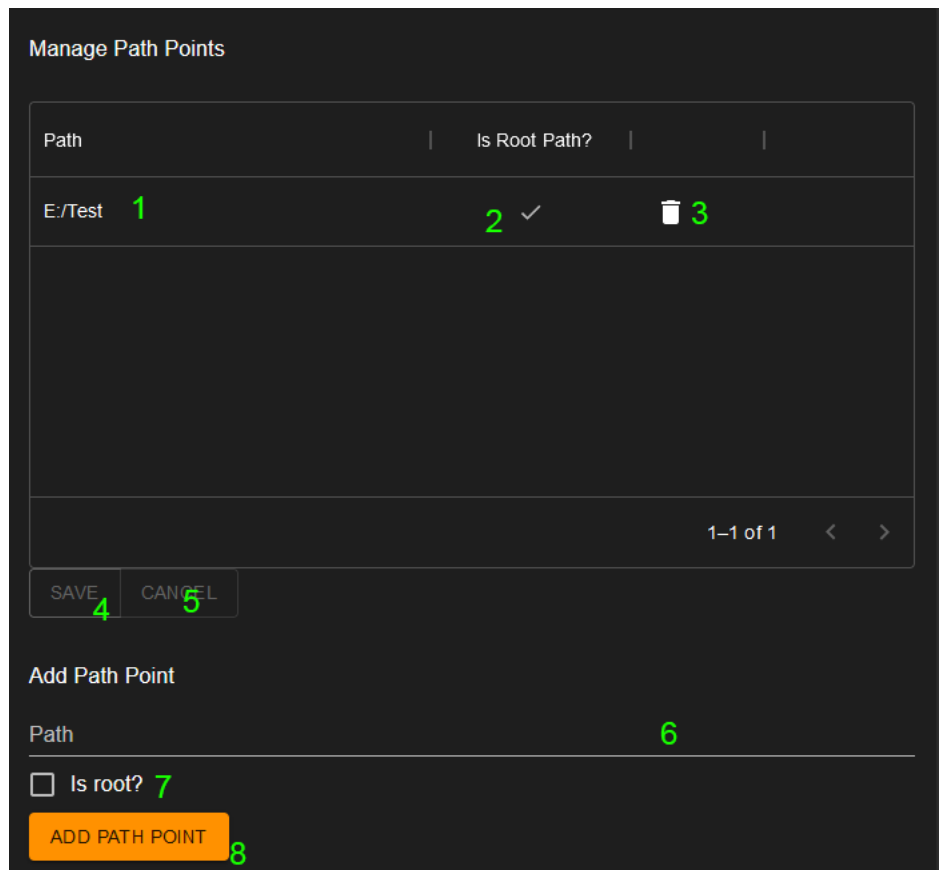 Manage Path Points
Path | Is Root Path? | |
E:/Test 1 2 3
1–1 of 1
SAVE 4 CANCEL 5
Add Path Point
Path 6
Is root? 7
ADD PATH POINT 8